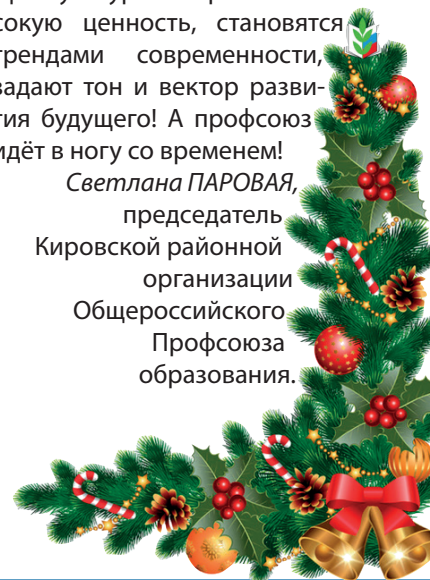 сокую ценность, становятся
трендами современности,
задают тон и вектор разви-
тия будущего! А профсоюз
идёт в ногу со временем!
Светлана ПАРОВАЯ,
председатель
Кировской районной
организации
Общероссийского
Профсоюза
образования.